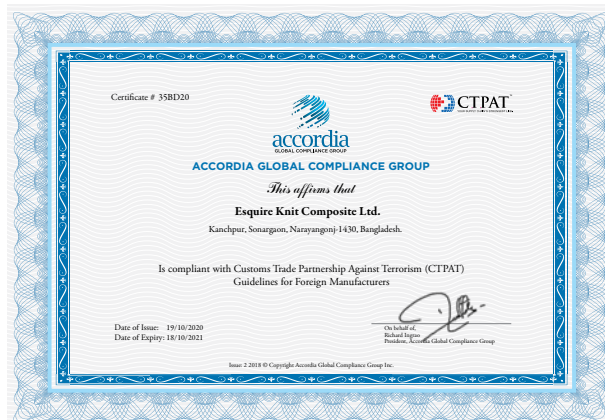 Certificate # 35BD20
CTPAT
accordia
GLOBAL COMPLIANCE GROUP
ACCORDIA GLOBAL COMPLIANCE GROUP
This affirms that
Esquire Knit Composite Ltd.
Kanchpur, Sonargaon, Narayangonj-1430, Bangladesh.
Is compliant with Customs Trade Partnership Against Terrorism (CTPAT)
Guidelines for Foreign Manufacturers
Date of Issue: 19/10/2020
Date of Expiry: 18/10/2021
On behalf of,
Richard Ingrao
President, Accordia Global Compliance Group
Issue: 2 2018 © Copyright Accordia Global Compliance Group Inc.